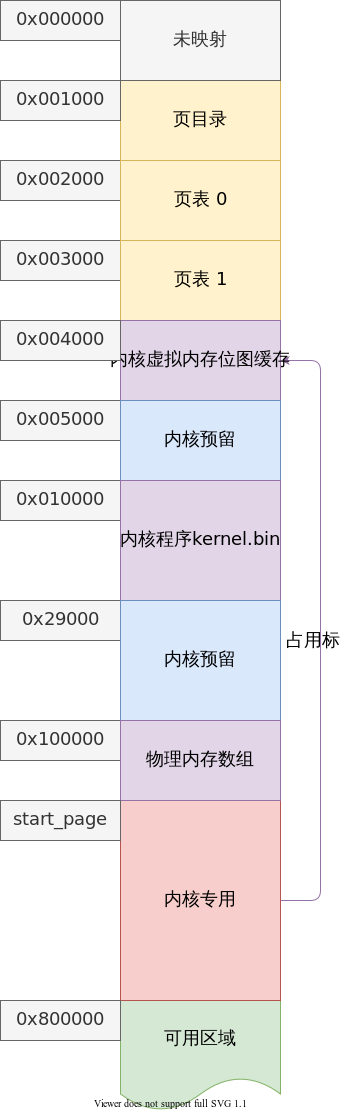 0x000000
未映射
0x001000
页目录
0x002000
页表 0
0x003000
页表 1
0x004000
内核虚拟内存位图缓存
0x005000
内核预留
0x010000
内核程序kernel.bin
0x29000
占用标
内核预留
0x100000
物理内存数组
start_page
内核专用
0x800000
可用区域
Viewer does not support full SVG 1.1